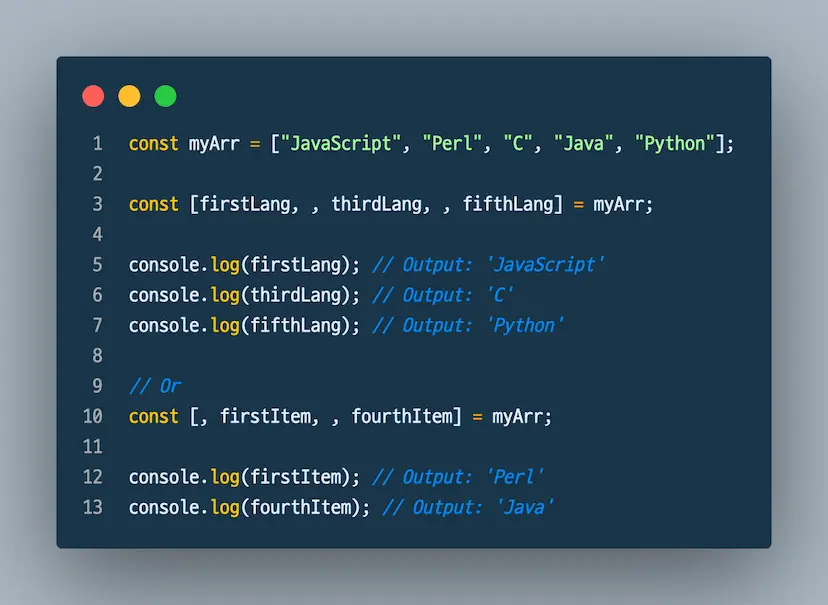 1 const myArr = ["JavaScript", "Perl", "C", "Java", "Python"];
2
3 const [firstLang, , thirdLang, , fifthLang] = myArr;
4
5 console.log(firstLang); // Output: 'JavaScript'
6 console.log(thirdLang); // Output: 'C'
7 console.log(fifthLang); // Output: 'Python'
8
9 // Or
10 const [, firstItem, , fourthItem] = myArr;
11
12 console.log(firstItem); // Output: 'Perl'
13 console.log(fourthItem); // Output: 'Java'